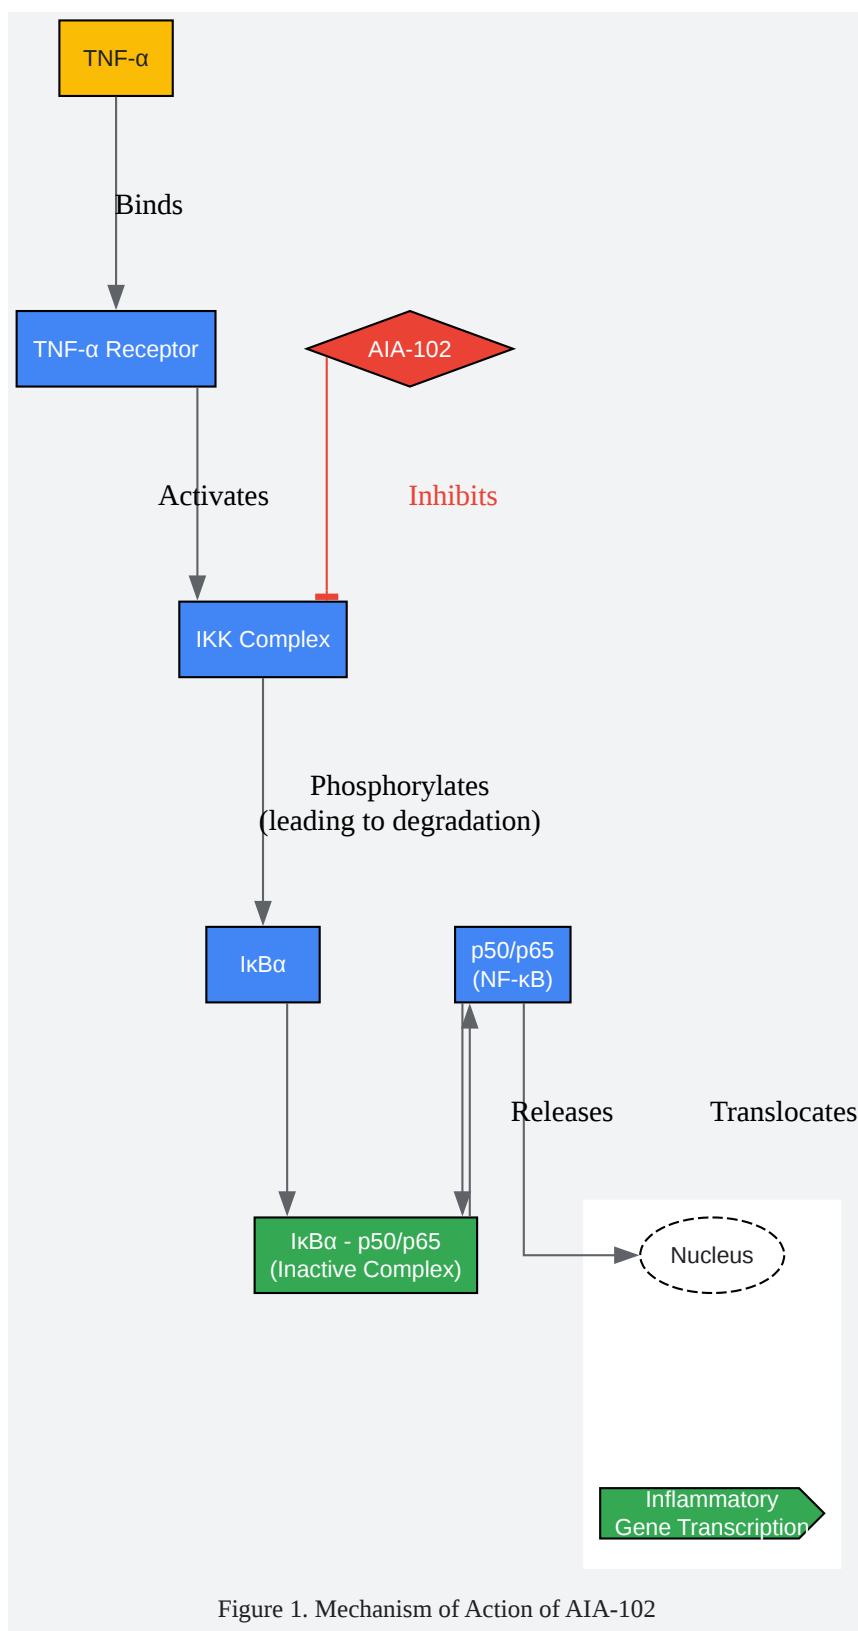 TNF-α
Binds
TNF-α Receptor
AIA-102
Activates
Inhibits
IKK Complex
Phosphorylates
(leading to degradation)
IκBα
p50/p65
(NF-κB)
Releases
Translocates
IκBα - p50/p65
(Inactive Complex)
Nucleus
Inflammatory
Gene Transcription
Figure 1. Mechanism of Action of AIA-102